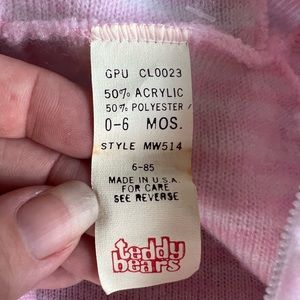 GPU CL0023
50% ACRYLIC
50% POLYESTER
0-6 MOS.
STYLE MW514
6-85
MADE IN U.S.A.
FOR CARE
SEE REVERSE
teddy
bears